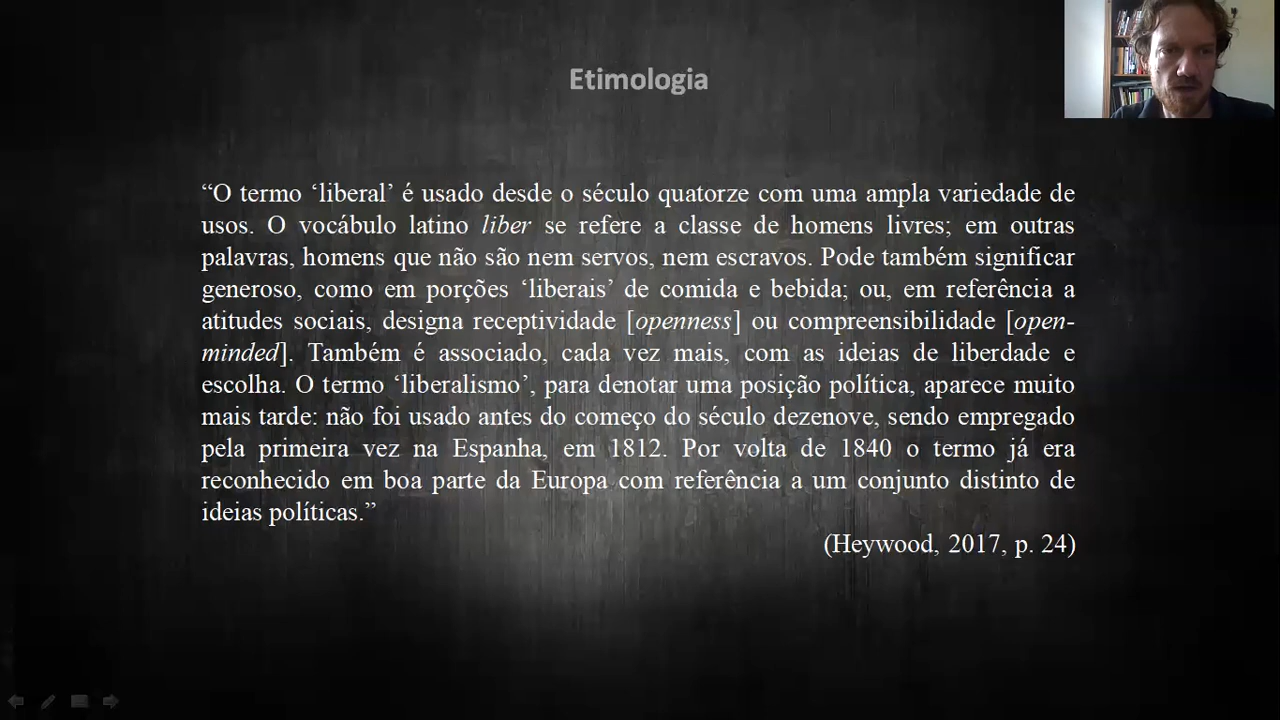 Etimologia
“O termo ‘liberal’ é usado desde o século quatorze com uma ampla variedade de
usos. O vocábulo latino liber se refere a classe de homens livres; em outras
palavras, homens que não são nem servos, nem escravos. Pode também significar
generoso, como em porções ‘liberais’ de comida e bebida; ou, em referência a
atitudes sociais, designa receptividade [openness] ou compreensibilidade [open-
minded]. Também é associado, cada vez mais, com as ideias de liberdade e
escolha. O termo ‘liberalismo’, para denotar uma posição política, aparece muito
mais tarde: não foi usado antes do começo do século dezenove, sendo empregado
pela primeira vez na Espanha, em 1812. Por volta de 1840 o termo já era
reconhecido em boa parte da Europa com referência a um conjunto distinto de
ideias políticas.”
(Heywood, 2017, p. 24)